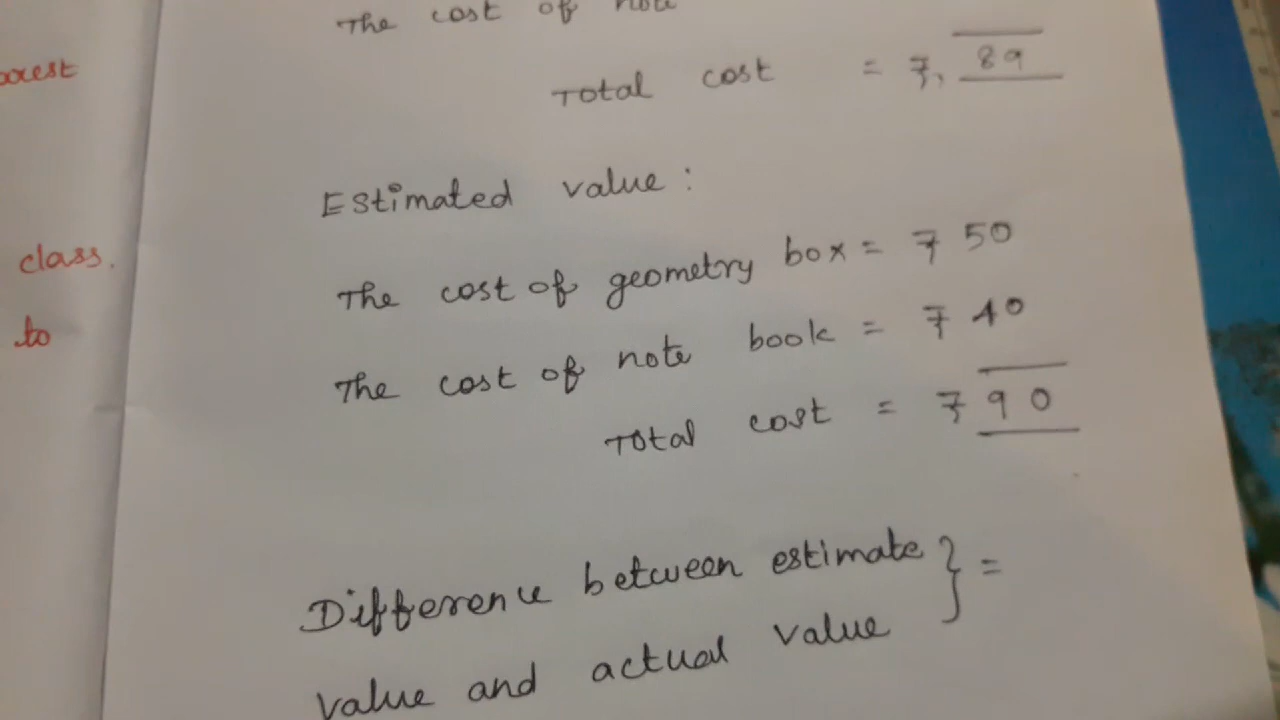 The cost of note
Total cost = ₹. 89
Estimated value:
The cost of geometry box = ₹ 50
The cost of note book = ₹ 40
Total cost = ₹ 90
Difference between estimate } =
value and actual value
class.
to